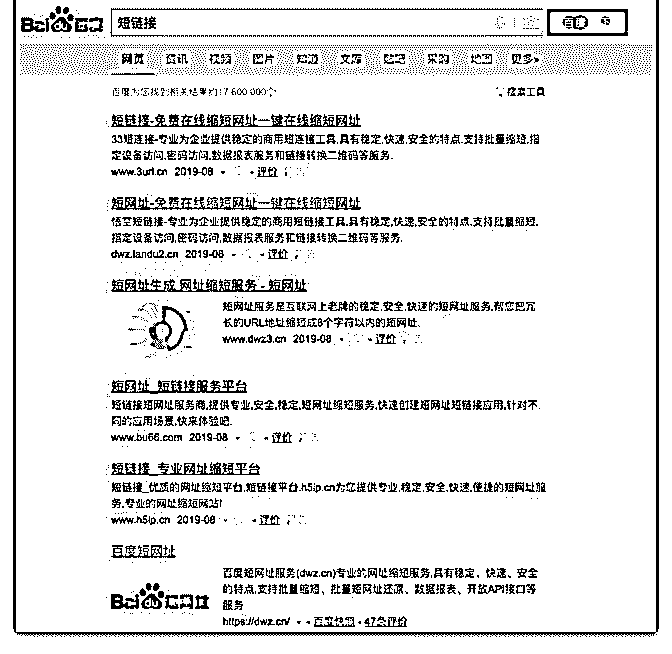 Bai 百度 短链接 百度
网页 资讯 视频 图片 知道 文库 贴吧 采购 地图 更多»
百度为您找到相关结果约17,600,000个 搜索工具
短链接-免费在线缩短网址一键在线缩短网址
33短连接-专业为企业提供稳定的商用短连接工具,具有稳定,快速,安全的特点.支持批量缩短,指
定设备访问,密码访问,数据报表服务和链接转换二维码等服务.
www.3url.cn 2019-08 - 评价
短网址-免费在线缩短网址一键在线缩短网址
悟空短链接-专业为企业提供稳定的商用短链接工具,具有稳定,快速,安全的特点.支持批量缩短,
指定设备访问,密码访问,数据报表服务和链接转换二维码等服务.
dwz.landu2.cn 2019-08 - 评价
短网址生成 网址缩短服务 - 短网址
短网址服务是互联网上老牌的稳定,安全,快速的短网址服务,帮您把冗
长的URL地址缩短成8个字符以内的短网址.
www.dwz3.cn 2019-08 - 评价
短网址_短链接服务平台
短链接短网址服务商,提供专业,安全,稳定,短网址缩短服务,快速创建短网址短链接应用,针对不
同的应用场景,快来体验吧.
www.bu66.com 2019-08 - 评价
短链接_专业网址缩短平台
短链接_优质的网址缩短平台,短链接平台.h5ip.cn为您提供专业,稳定,安全,快速,便捷的短网址服
务,专业的网址缩短网站!
www.h5ip.cn 2019-08 - 评价
百度短网址
百度短网址服务(dwz.cn)专业的网址缩短服务,具有稳定、快速、安全
的特点,支持批量缩短、批量短网址还原、数据报表、开放API接口等
服务
Bai 百度短网址
https://dwz.cn/ - 百度快照 - 47条评价